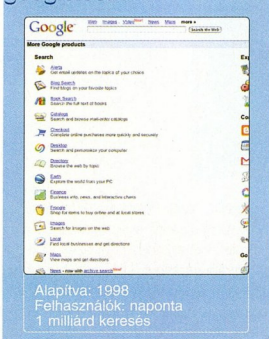 Google
Web Images Video New! News Maps more »
Search the Web
More Google products
Search
Alerts
Get email updates on the topics of your choice
Blog Search
Find blogs on your favorite topics
Book Search
Search the full text of books
Catalogs
Search and browse mail-order catalogs
Checkout
Complete online purchases more quickly and securely
Desktop
Search and personalize your computer
Directory
Browse the web by topic
Earth
Explore the world from your PC
Finance
Business info, news, and interactive charts
Froogle
Shop for items to buy online and at local stores
Images
Search for images on the web
Local
Find local businesses and get directions
Maps
View maps and get directions
News - now with archive search New!
Alapítva: 1998
Felhasználók: naponta
1 milliárd keresés